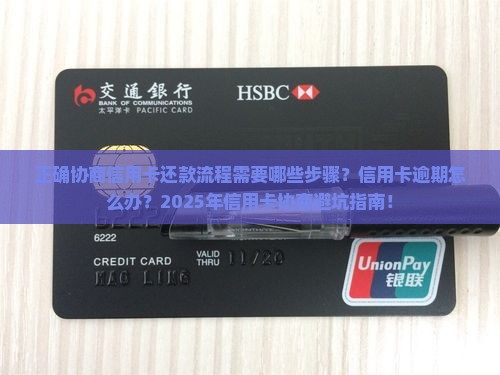 交通銀行
BANK OF COMMUNICATIONS
太平洋卡 PACIFIC CARD
HSBC
正确协商信用卡还款流程需要哪些步骤？信用卡逾期怎
么办？2025年信用卡协商避坑指南！
6222
CREDIT CARD
VALID
THRU
11/20
MAO LING
UnionPay
银联